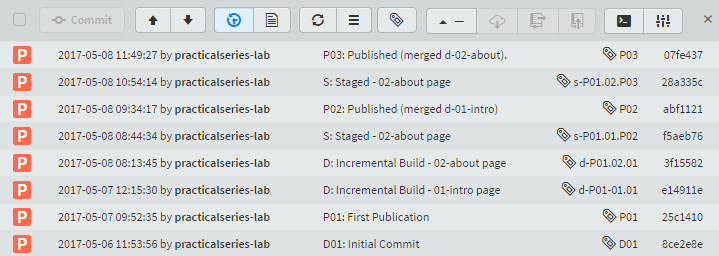 Commit
P 2017-05-08 11:49:27 by practicalseries-lab P03: Published (merged d-02-about). P03 07fe437
P 2017-05-08 10:54:14 by practicalseries-lab S: Staged - 02-about page s-P01.02.P03 28a335c
P 2017-05-08 09:34:17 by practicalseries-lab P02: Published (merged d-01-intro) P02 abf1121
P 2017-05-08 08:44:34 by practicalseries-lab S: Staged - 02-about page s-P01.01.P02 f5aeb76
P 2017-05-08 08:13:45 by practicalseries-lab D: Incremental Build - 02-about page d-P01.02.01 3f15582
P 2017-05-07 12:15:30 by practicalseries-lab D: Incremental Build - 01-intro page d-P01-01.01 e14911e
P 2017-05-07 09:52:35 by practicalseries-lab P01: First Publication P01 25c1410
P 2017-05-06 11:53:56 by practicalseries-lab D01: Initial Commit D01 8ce2e8e